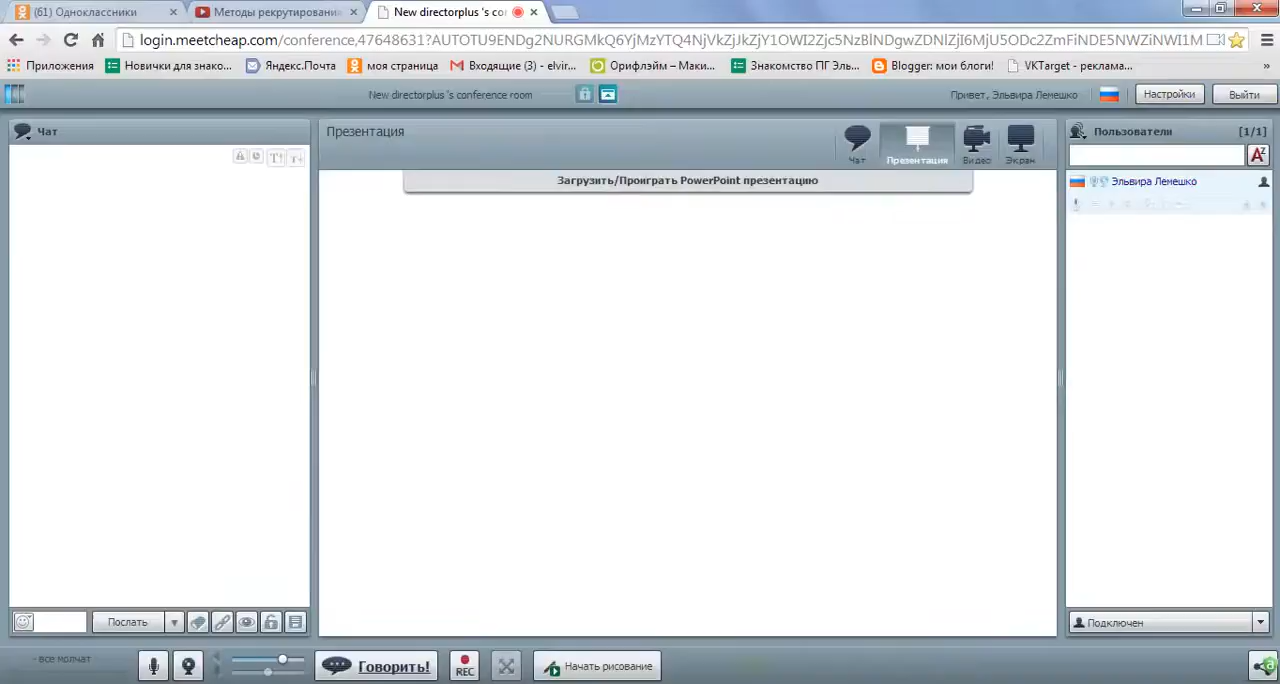 (61) Одноклассники
Методы рекрутировани
New directorplus 's co
login.meetcheap.com/conference,47648631?AUTOTU9ENDg2NURGMkQ6YjMzYTQ4NjVkZjJkZjY1OWI2Zjc5NzBlNDgwZDNlZjI6MjU5ODc2ZmFiNDE5NWZiNWI1M
Приложения
Новички для знако...
Яндекс.Почта
моя страница
Входящие (3) - elvir...
Орифлэйм – Маки...
Знакомство ПГ Эль...
Blogger: мои блоги!
VKTarget - реклама...
»
New directorplus 's conference room
Привет, Эльвира Лемешко
Настройки
Выйти
Чат
Презентация
Чат
Презентация
Видео
Экран
Пользователи
[1/1]
Загрузить/Проиграть PowerPoint презентацию
Эльвира Лемешко
Послать
Подключен
- все молчат
Говорить!
REC
Начать рисование